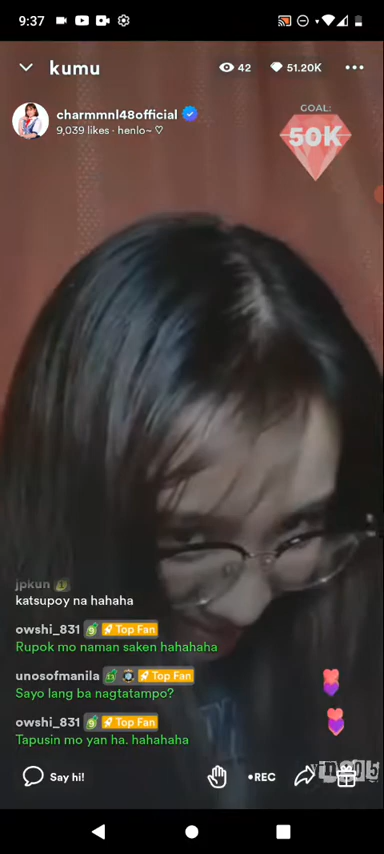 9:37
kumu
42
51.20K
charmmnl48official
9,039 likes · henlo~ ♡
GOAL:
50K
jpkun
katsupoy na hahaha
owshi_831 9 Top Fan
Rupok mo naman saken hahahaha
unosofmanila Top Fan
Sayo lang ba nagtatampo?
owshi_831 9 Top Fan
Tapusin mo yan ha. hahahaha
Say hi!
•REC